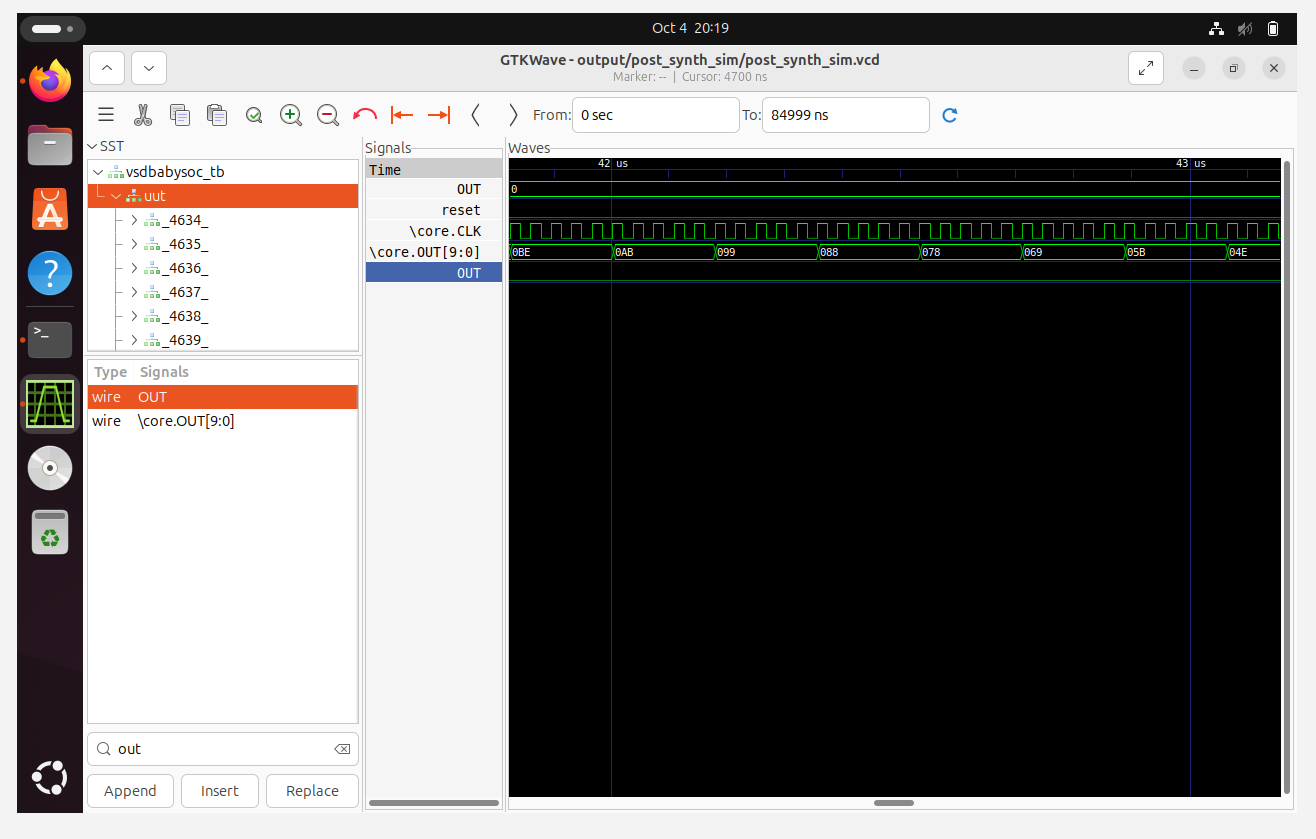 Oct 4 20:19
GTKWave - output/post_synth_sim/post_synth_sim.vcd
Marker: -- | Cursor: 4700 ns
From: 0 sec To: 84999 ns
SST
vsdbabysoc_tb
uut
_4634_
_4635_
_4636_
_4637_
_4638_
_4639_
Type Signals
wire OUT
wire \core.OUT[9:0]
out
Append Insert Replace
Signals
Time
OUT
reset
\core.CLK
\core.OUT[9:0]
OUT
Waves
42 us 43 us
0
0BE 0AB 099 088 078 069 05B 04E
>_
?